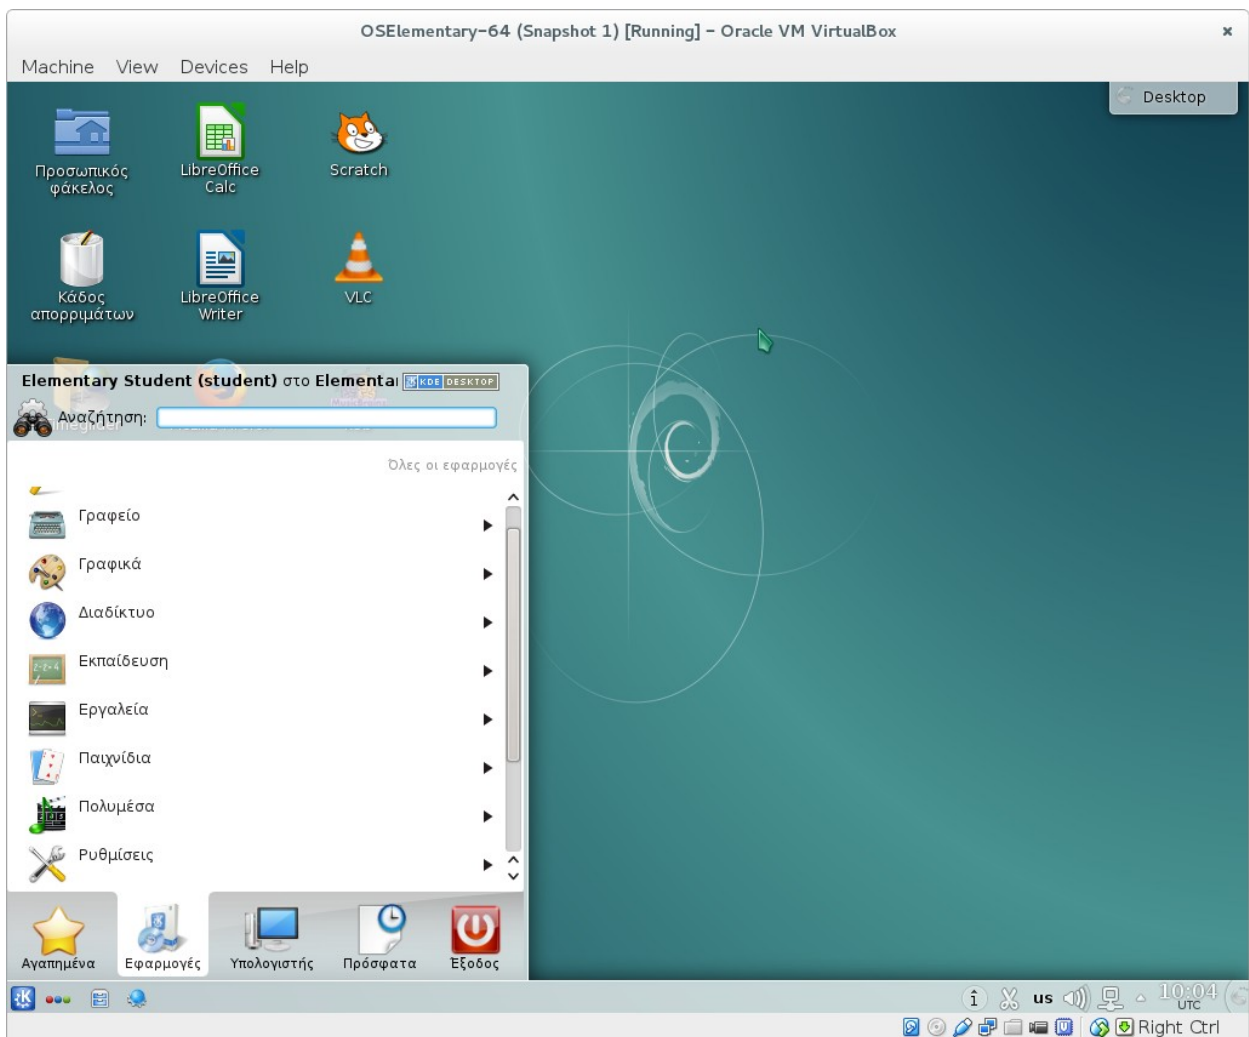 OSElementary-64 (Snapshot 1) [Running] – Oracle VM VirtualBox
Machine View Devices Help
Desktop
Προσωπικός
φάκελος
LibreOffice
Calc
Scratch
Κάδος
απορριμάτων
LibreOffice
Writer
VLC
Elementary Student (student) στο Elementa
KDE DESKTOP
Αναζήτηση:
Όλες οι εφαρμογές
Γραφείο
Γραφικά
Διαδίκτυο
Εκπαίδευση
Εργαλεία
Παιχνίδια
Πολυμέσα
Ρυθμίσεις
Αγαπημένα Εφαρμογές Υπολογιστής Πρόσφατα Έξοδος
us 10:04
UTC
Right Ctrl